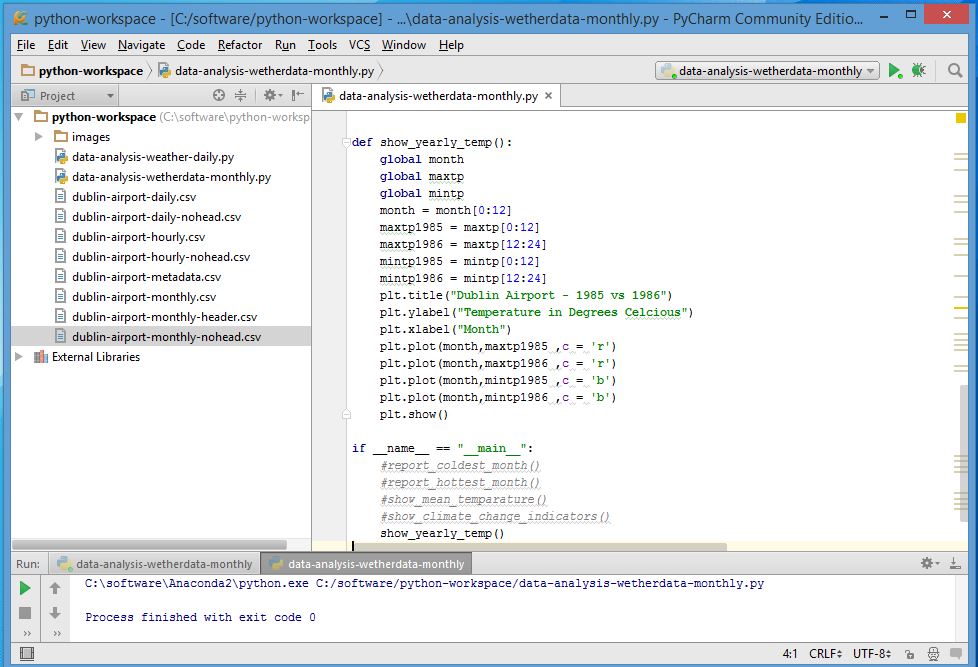 python-workspace - [C:/software/python-workspace] - ...\data-analysis-wetherdata-monthly.py - PyCharm Community Editio...
File Edit View Navigate Code Refactor Run Tools VCS Window Help
python-workspace data-analysis-wetherdata-monthly.py data-analysis-wetherdata-monthly
Project data-analysis-wetherdata-monthly.py
python-workspace (C:\software\python-worksp
images
data-analysis-weather-daily.py
data-analysis-wetherdata-monthly.py
dublin-airport-daily.csv
dublin-airport-daily-nohead.csv
dublin-airport-hourly.csv
dublin-airport-hourly-nohead.csv
dublin-airport-metadata.csv
dublin-airport-monthly.csv
dublin-airport-monthly-header.csv
dublin-airport-monthly-nohead.csv
External Libraries
def show_yearly_temp():
    global month
    global maxtp
    global mintp
    month = month[0:12]
    maxtp1985 = maxtp[0:12]
    maxtp1986 = maxtp[12:24]
    mintp1985 = mintp[0:12]
    mintp1986 = mintp[12:24]
    plt.title("Dublin Airport - 1985 vs 1986")
    plt.ylabel("Temperature in Degrees Celcious")
    plt.xlabel("Month")
    plt.plot(month,maxtp1985 ,c = 'r')
    plt.plot(month,maxtp1986 ,c = 'r')
    plt.plot(month,mintp1985 ,c = 'b')
    plt.plot(month,mintp1986 ,c = 'b')
    plt.show()
if __name__ == "__main__":
    #report_coldest_month()
    #report_hottest_month()
    #show_mean_temparature()
    #show_climate_change_indicators()
    show_yearly_temp()
Run: data-analysis-wetherdata-monthly data-analysis-wetherdata-monthly
C:\software\Anaconda2\python.exe C:/software/python-workspace/data-analysis-wetherdata-monthly.py
Process finished with exit code 0
4:1 CRLF UTF-8